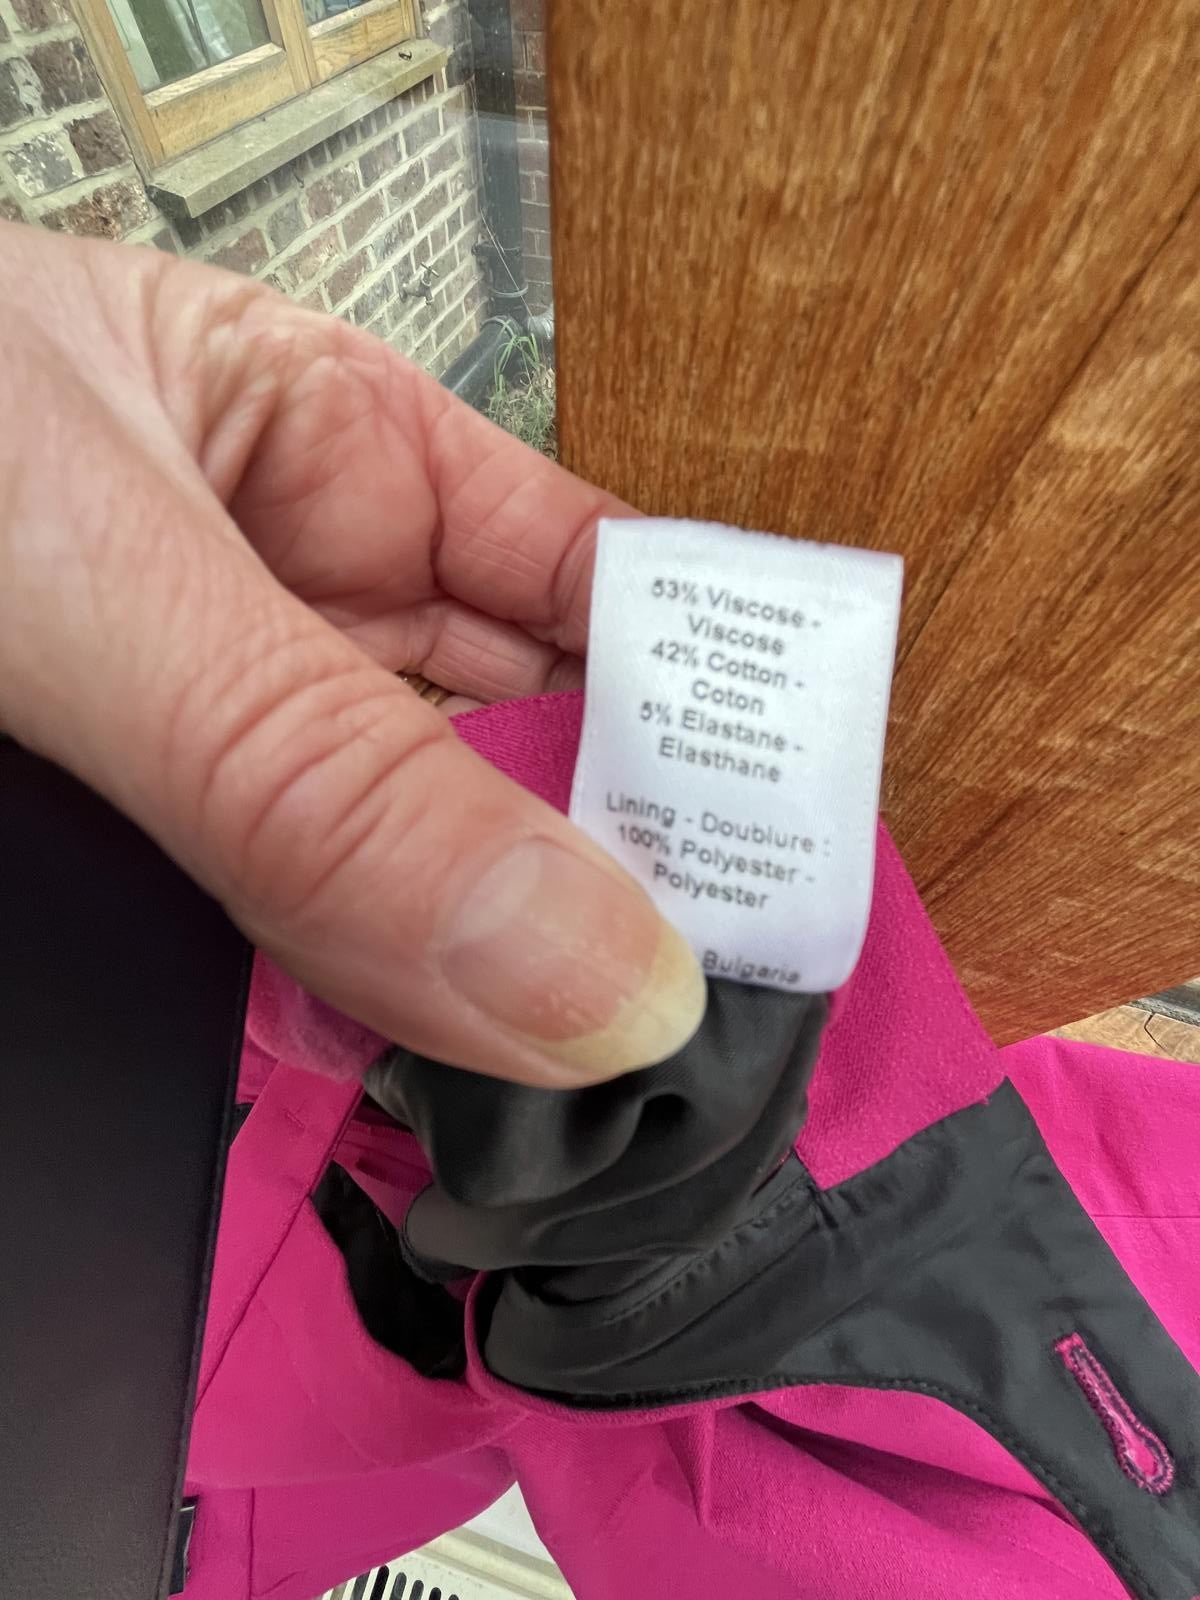 53% Viscose -
Viscose
42% Cotton -
Coton
5% Elastane -
Elasthane
Lining - Doublure :
100% Polyester -
Polyester
Bulgaria